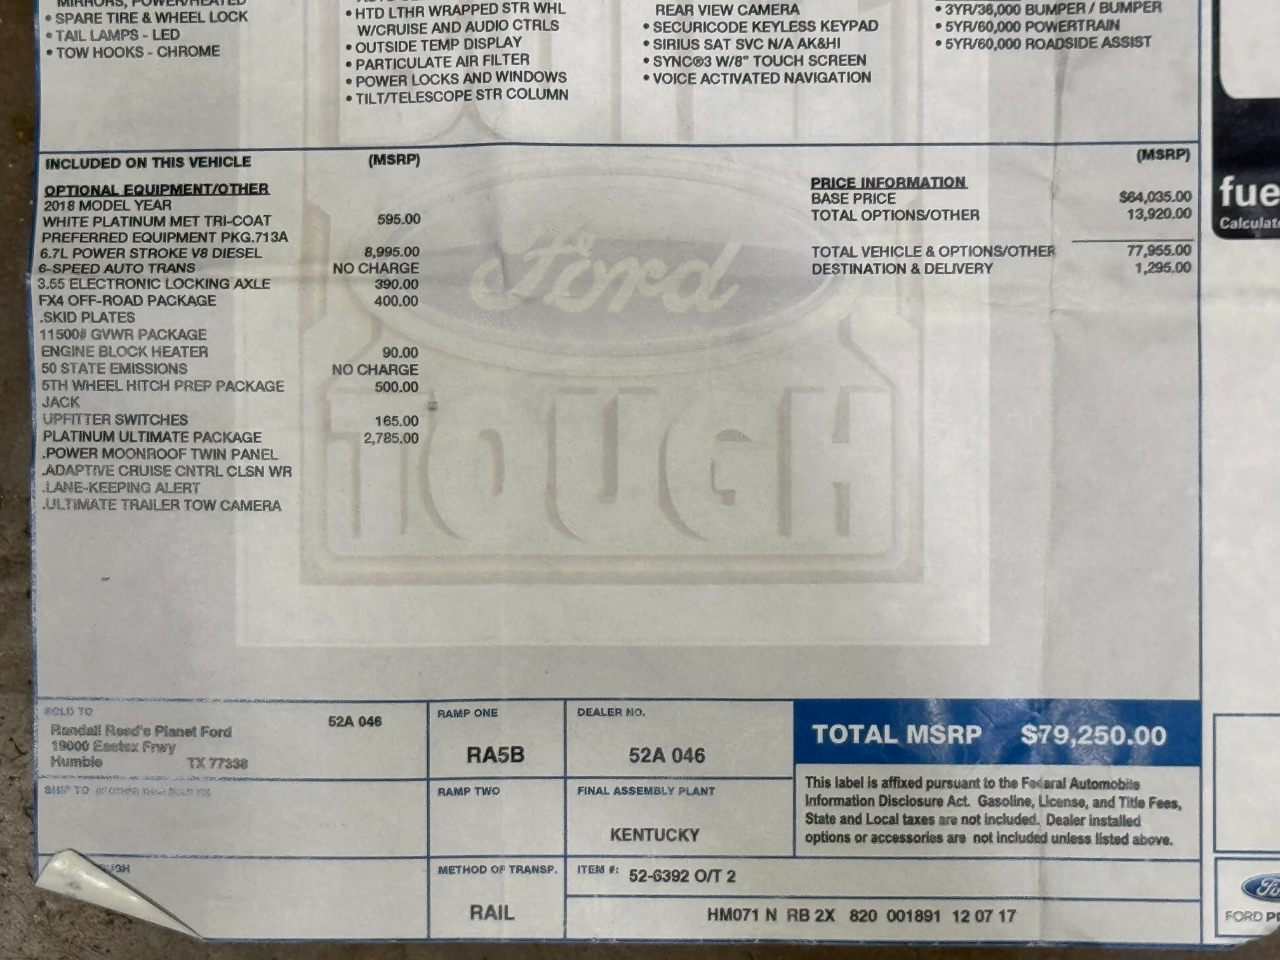 MIRRORS, POWER/HEATED
• SPARE TIRE & WHEEL LOCK
• TAIL LAMPS - LED
• TOW HOOKS - CHROME
• HTD LTHR WRAPPED STR WHL
W/CRUISE AND AUDIO CTRLS
• OUTSIDE TEMP DISPLAY
• PARTICULATE AIR FILTER
• POWER LOCKS AND WINDOWS
• TILT/TELESCOPE STR COLUMN
REAR VIEW CAMERA
• SECURICODE KEYLESS KEYPAD
• SIRIUS SAT SVC N/A AK&HI
• SYNC®3 W/8" TOUCH SCREEN
• VOICE ACTIVATED NAVIGATION
• 3YR/36,000 BUMPER / BUMPER
• 5YR/60,000 POWERTRAIN
• 5YR/60,000 ROADSIDE ASSIST
INCLUDED ON THIS VEHICLE (MSRP)
OPTIONAL EQUIPMENT/OTHER
2018 MODEL YEAR
WHITE PLATINUM MET TRI-COAT 595.00
PREFERRED EQUIPMENT PKG.713A
6.7L POWER STROKE V8 DIESEL 8,995.00
6-SPEED AUTO TRANS NO CHARGE
3.55 ELECTRONIC LOCKING AXLE 390.00
FX4 OFF-ROAD PACKAGE 400.00
.SKID PLATES
11500# GVWR PACKAGE
ENGINE BLOCK HEATER 90.00
50 STATE EMISSIONS NO CHARGE
5TH WHEEL HITCH PREP PACKAGE 500.00
JACK
UPFITTER SWITCHES 165.00
PLATINUM ULTIMATE PACKAGE 2,785.00
.POWER MOONROOF TWIN PANEL
.ADAPTIVE CRUISE CNTRL CLSN WR
.LANE-KEEPING ALERT
.ULTIMATE TRAILER TOW CAMERA
(MSRP)
PRICE INFORMATION
BASE PRICE $64,035.00
TOTAL OPTIONS/OTHER 13,920.00
TOTAL VEHICLE & OPTIONS/OTHER 77,955.00
DESTINATION & DELIVERY 1,295.00
Ford
TOUGH
fue
Calculate
SOLD TO
52A 046
Randall Reed's Planet Ford
19000 Eastex Frwy
Humble TX 77338
SHIP TO (IF OTHER THAN SOLD TO)
RAMP ONE
RA5B
RAMP TWO
METHOD OF TRANSP.
RAIL
DEALER NO.
52A 046
FINAL ASSEMBLY PLANT
KENTUCKY
ITEM #: 52-6392 O/T 2
HM071 N RB 2X 820 001891 12 07 17
TOTAL MSRP $79,250.00
This label is affixed pursuant to the Federal Automobile
Information Disclosure Act. Gasoline, License, and Title Fees,
State and Local taxes are not included. Dealer installed
options or accessories are not included unless listed above.
FORD